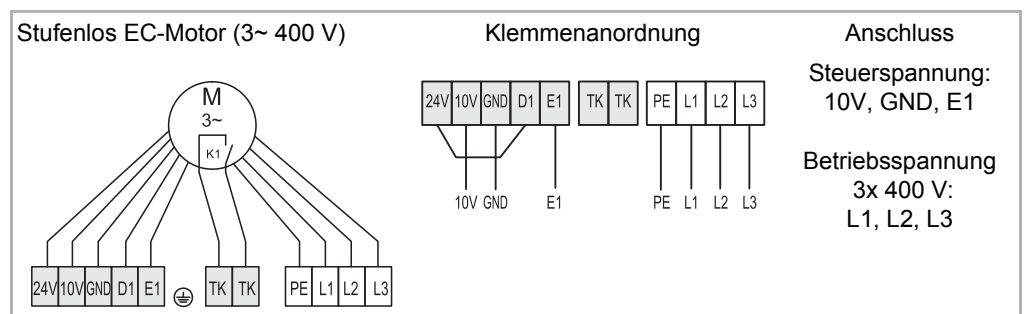 Stufenlos EC-Motor (3~ 400 V)
M
3~
K1
24V 10V GND D1 E1 TK TK PE L1 L2 L3
Klemmenanordnung
24V 10V GND D1 E1 TK TK PE L1 L2 L3
10V GND E1 PE L1 L2 L3
Anschluss
Steuerspannung:
10V, GND, E1
Betriebsspannung
3x 400 V:
L1, L2, L3